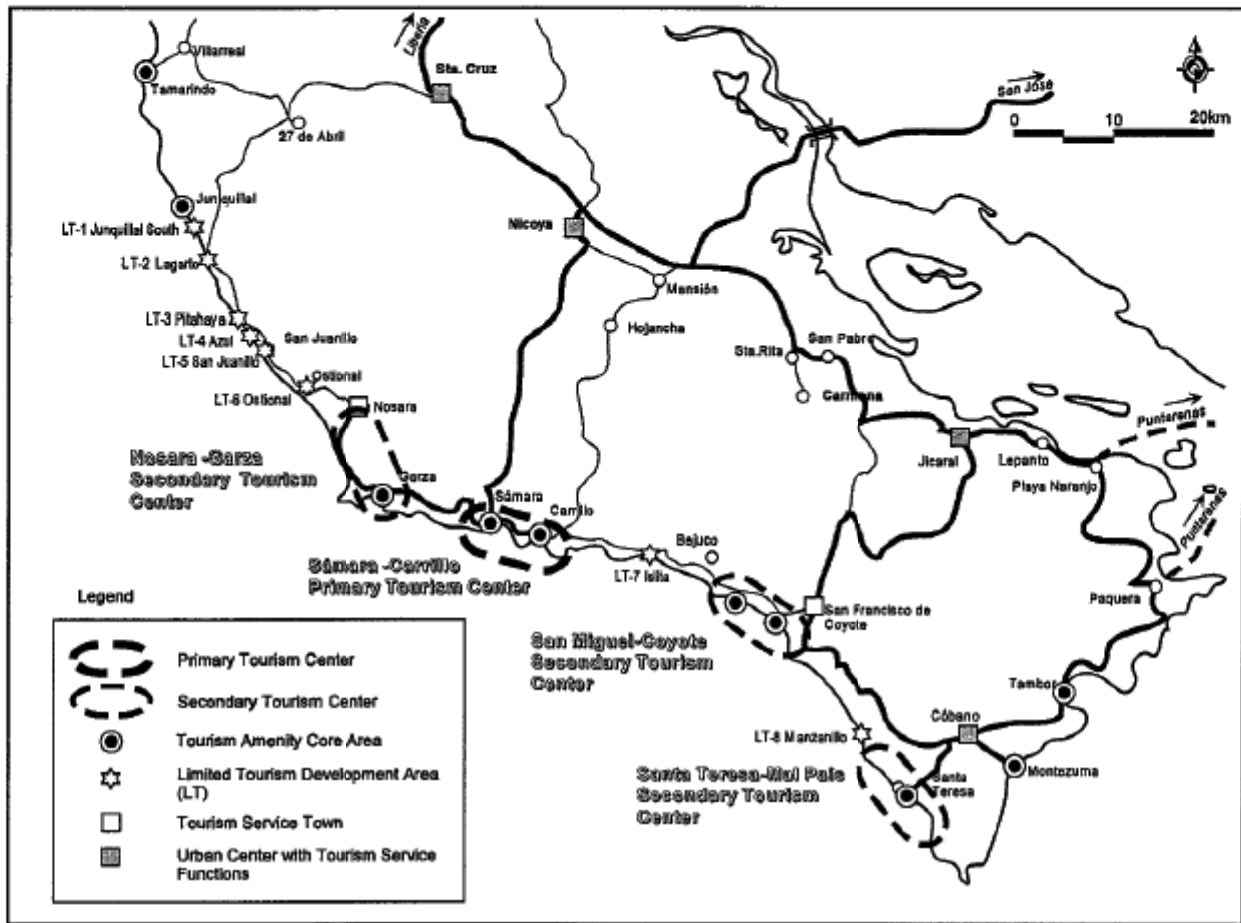 Villarreal
Liberia
Sta. Cruz
Tamarindo
San José
0 10 20km
27 de Abril
Junquillal
LT-1 Junquillal South
Nicoya
LT-2 Lagarto
Mansión
LT-3 Pitahaya
Hojancha
LT-4 Azul
San Juanillo
LT-5 San Juanillo
Sta.Rita
San Pabro
Ostional
LT-6 Ostional
Carmona
Nosara
Puntarenas
Nosara -Garza
Secondary Tourism
Center
Jicaral
Lepanto
Playa Naranjo
Garza
Sámara
Carrilo
Puntarenas
Bejuco
Sámara -Carrillo
Primary Tourism Center
LT-7 Islita
Paquera
San Francisco de
Coyote
San Miguel-Coyote
Secondary Tourism
Center
Tambor
Cóbano
LT-8 Manzanillo
Montezuma
Santa
Teresa
Santa Teresa-Mal País
Secondary Tourism
Center
Legend
Primary Tourism Center
Secondary Tourism Center
Tourism Amenity Core Area
Limited Tourism Development Area
(LT)
Tourism Service Town
Urban Center with Tourism Service
Functions